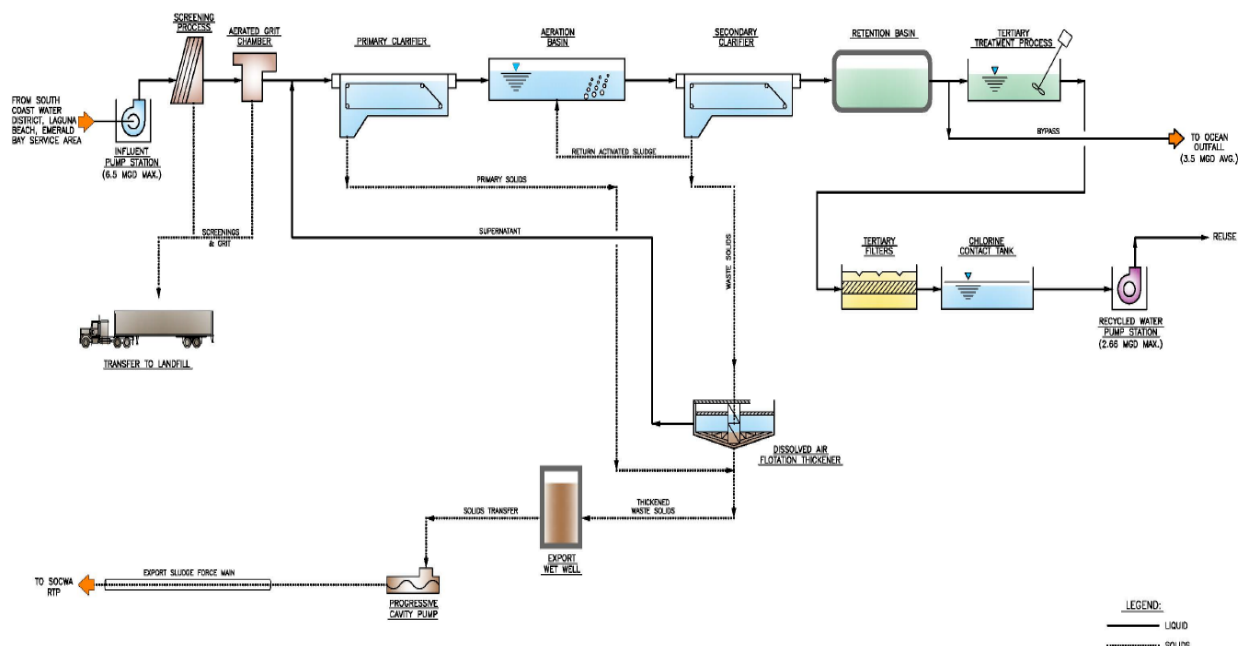 SCREENING
PROCESS
AERATED GRIT
CHAMBER
PRIMARY CLARIFIER
AERATION
BASIN
SECONDARY
CLARIFIER
RETENTION BASIN
TERTIARY
TREATMENT PROCESS
FROM SOUTH
COAST WATER
DISTRICT, LAGUNA
BEACH, EMERALD
BAY SERVICE AREA
INFLUENT
PUMP STATION
(6.5 MGD MAX.)
RETURN ACTIVATED SLUDGE
BYPASS
TO OCEAN
OUTFALL
(3.5 MGD AVG.)
PRIMARY SOLIDS
SCREENINGS
& GRIT
SUPERNATANT
WASTE SOLIDS
TERTIARY
FILTERS
CHLORINE
CONTACT TANK
REUSE
RECYCLED WATER
PUMP STATION
(2.66 MGD MAX.)
TRANSFER TO LANDFILL
DISSOLVED AIR
FLOTATION THICKENER
SOLIDS TRANSFER
THICKENED
WASTE SOLIDS
EXPORT
WET WELL
TO SOCWA
RTP
EXPORT SLUDGE FORCE MAIN
PROGRESSIVE
CAVITY PUMP
LEGEND:
LIQUID
SOLIDS